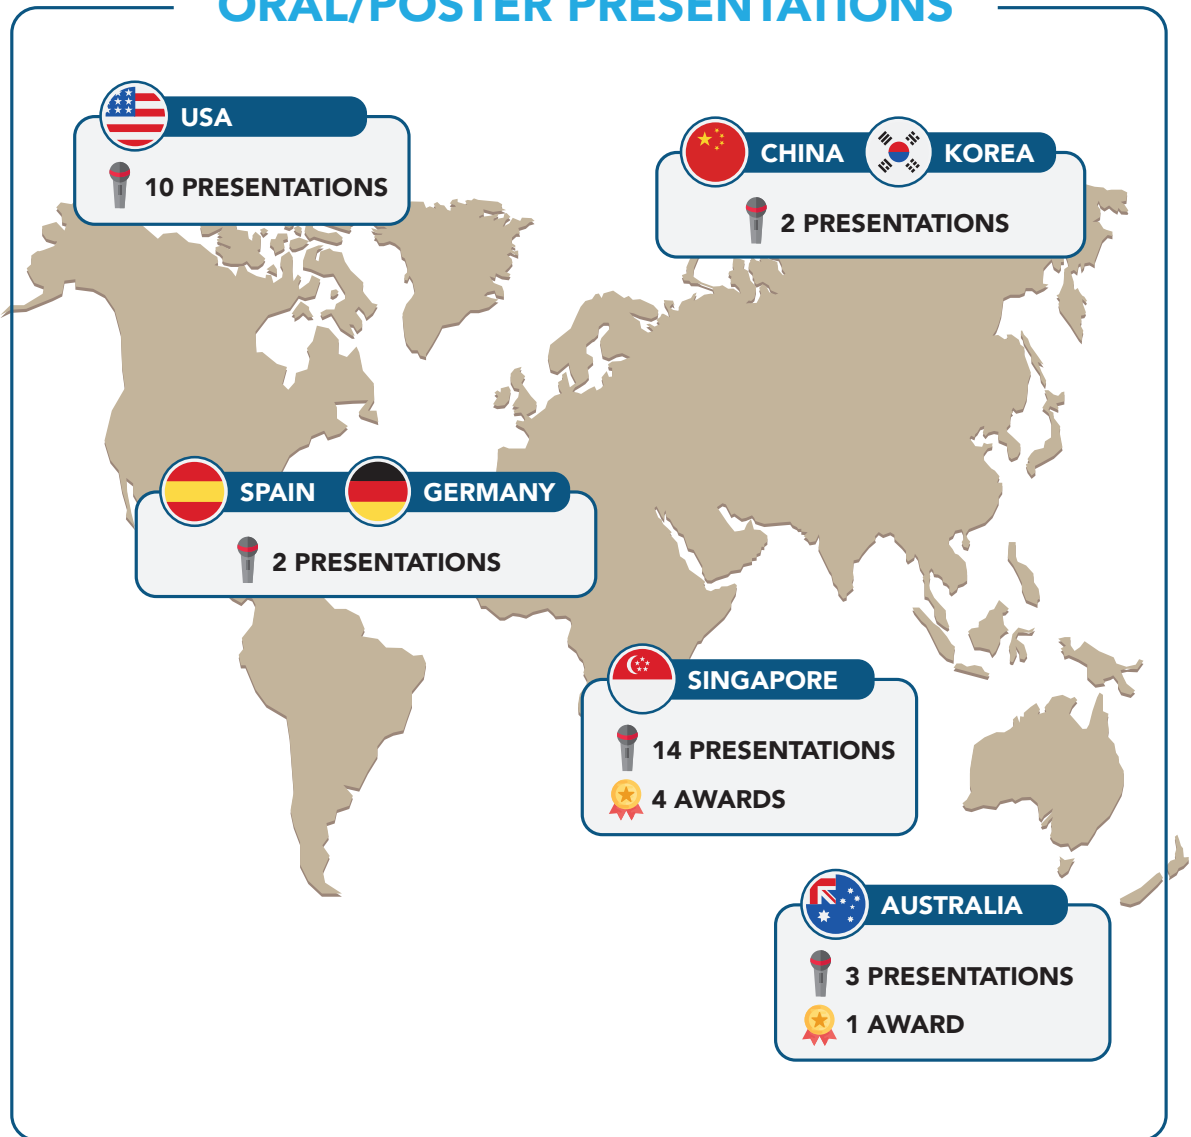 ORAL/POSTER PRESENTATIONS
USA
10 PRESENTATIONS
CHINA KOREA
2 PRESENTATIONS
SPAIN GERMANY
2 PRESENTATIONS
SINGAPORE
14 PRESENTATIONS
4 AWARDS
AUSTRALIA
3 PRESENTATIONS
1 AWARD